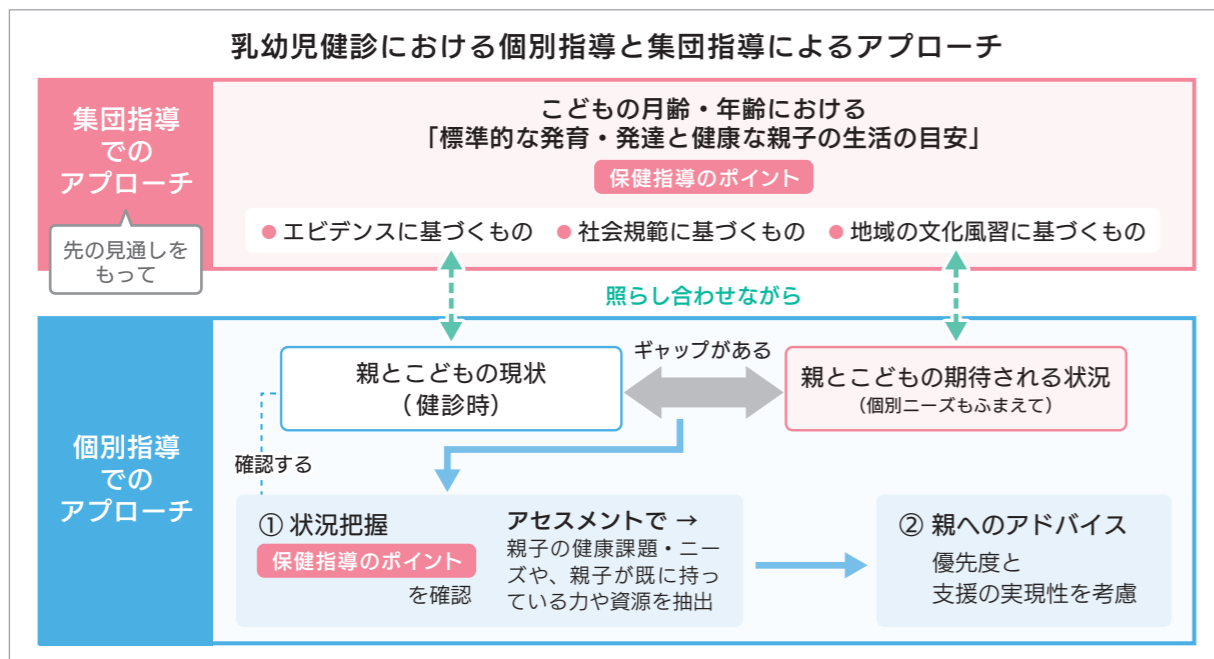 乳幼児健診における個別指導と集団指導によるアプローチ
集団指導
での
アプローチ
先の見通しを
もって
こどもの月齢・年齢における
「標準的な発育・発達と健康な親子の生活の目安」
保健指導のポイント
● エビデンスに基づくもの ● 社会規範に基づくもの ● 地域の文化風習に基づくもの
照らし合わせながら
個別指導
での
アプローチ
親とこどもの現状
（健診時）
ギャップがある
親とこどもの期待される状況
（個別ニーズもふまえて）
確認する
① 状況把握
保健指導のポイント
を確認
アセスメントで →
親子の健康課題・ニー
ズや、親子が既に持っ
ている力や資源を抽出
② 親へのアドバイス
優先度と
支援の実現性を考慮